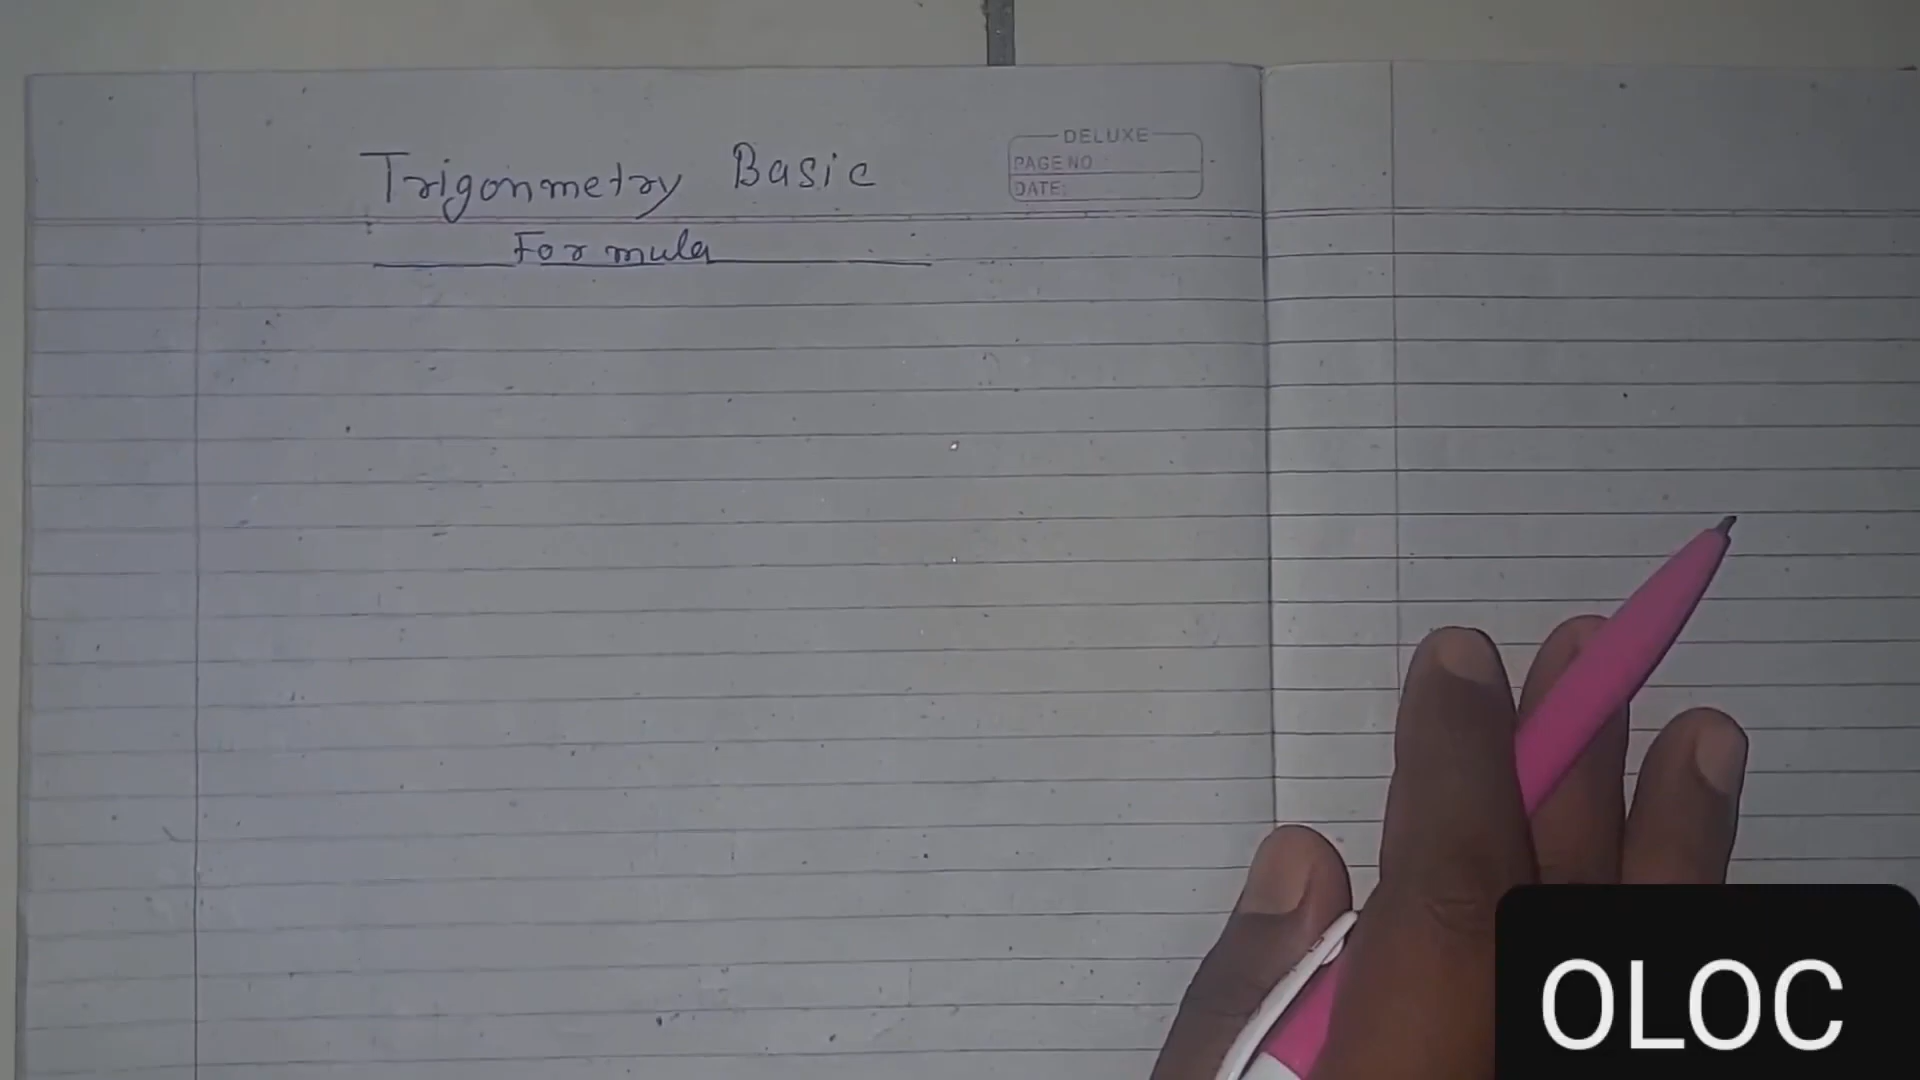 Trigonmetry Basic
DELUXE
PAGE NO
DATE:
Formula
OLOC